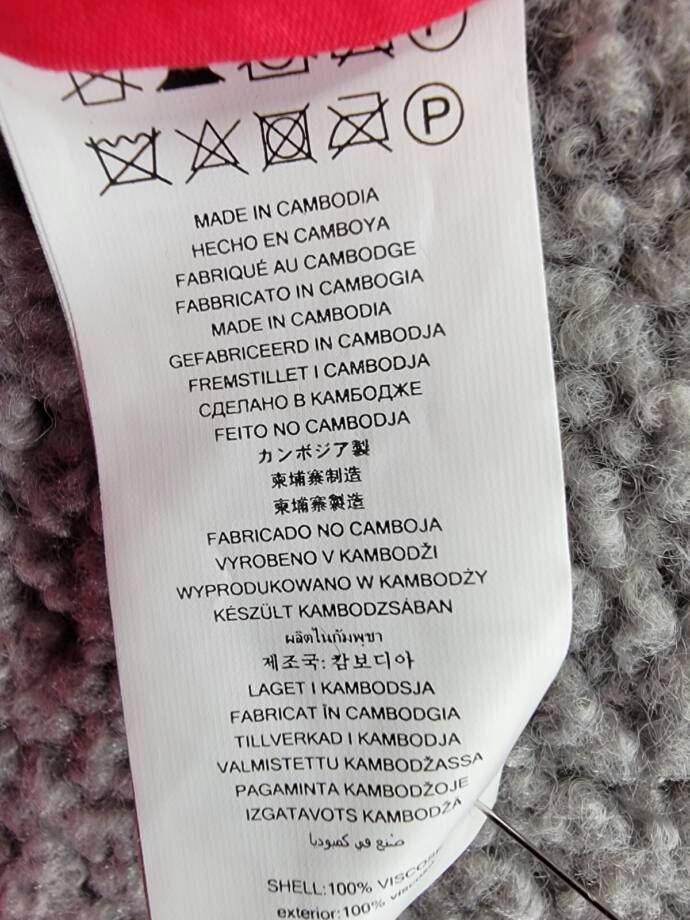 P
MADE IN CAMBODIA
HECHO EN CAMBOYA
FABRIQUÉ AU CAMBODGE
FABBRICATO IN CAMBOGIA
MADE IN CAMBODIA
GEFABRICEERD IN CAMBODJA
FREMSTILLET I CAMBODJA
СДЕЛАНО В КАМБОДЖЕ
FEITO NO CAMBODJA
カンボジア製
柬埔寨制造
柬埔寨製造
FABRICADO NO CAMBOJA
VYROBENO V KAMBODŽI
WYPRODUKOWANO W KAMBODŻY
KÉSZÜLT KAMBODZSÁBAN
ผลิตในกัมพูชา
제조국: 캄보디아
LAGET I KAMBODSJA
FABRICAT ÎN CAMBODGIA
TILLVERKAD I KAMBODJA
VALMISTETTU KAMBODŽASSA
PAGAMINTA KAMBODŽOJE
IZGATAVOTS KAMBODŽĀ
صنع في كمبوديا
SHELL:100% VISCOSE
exterior:100%